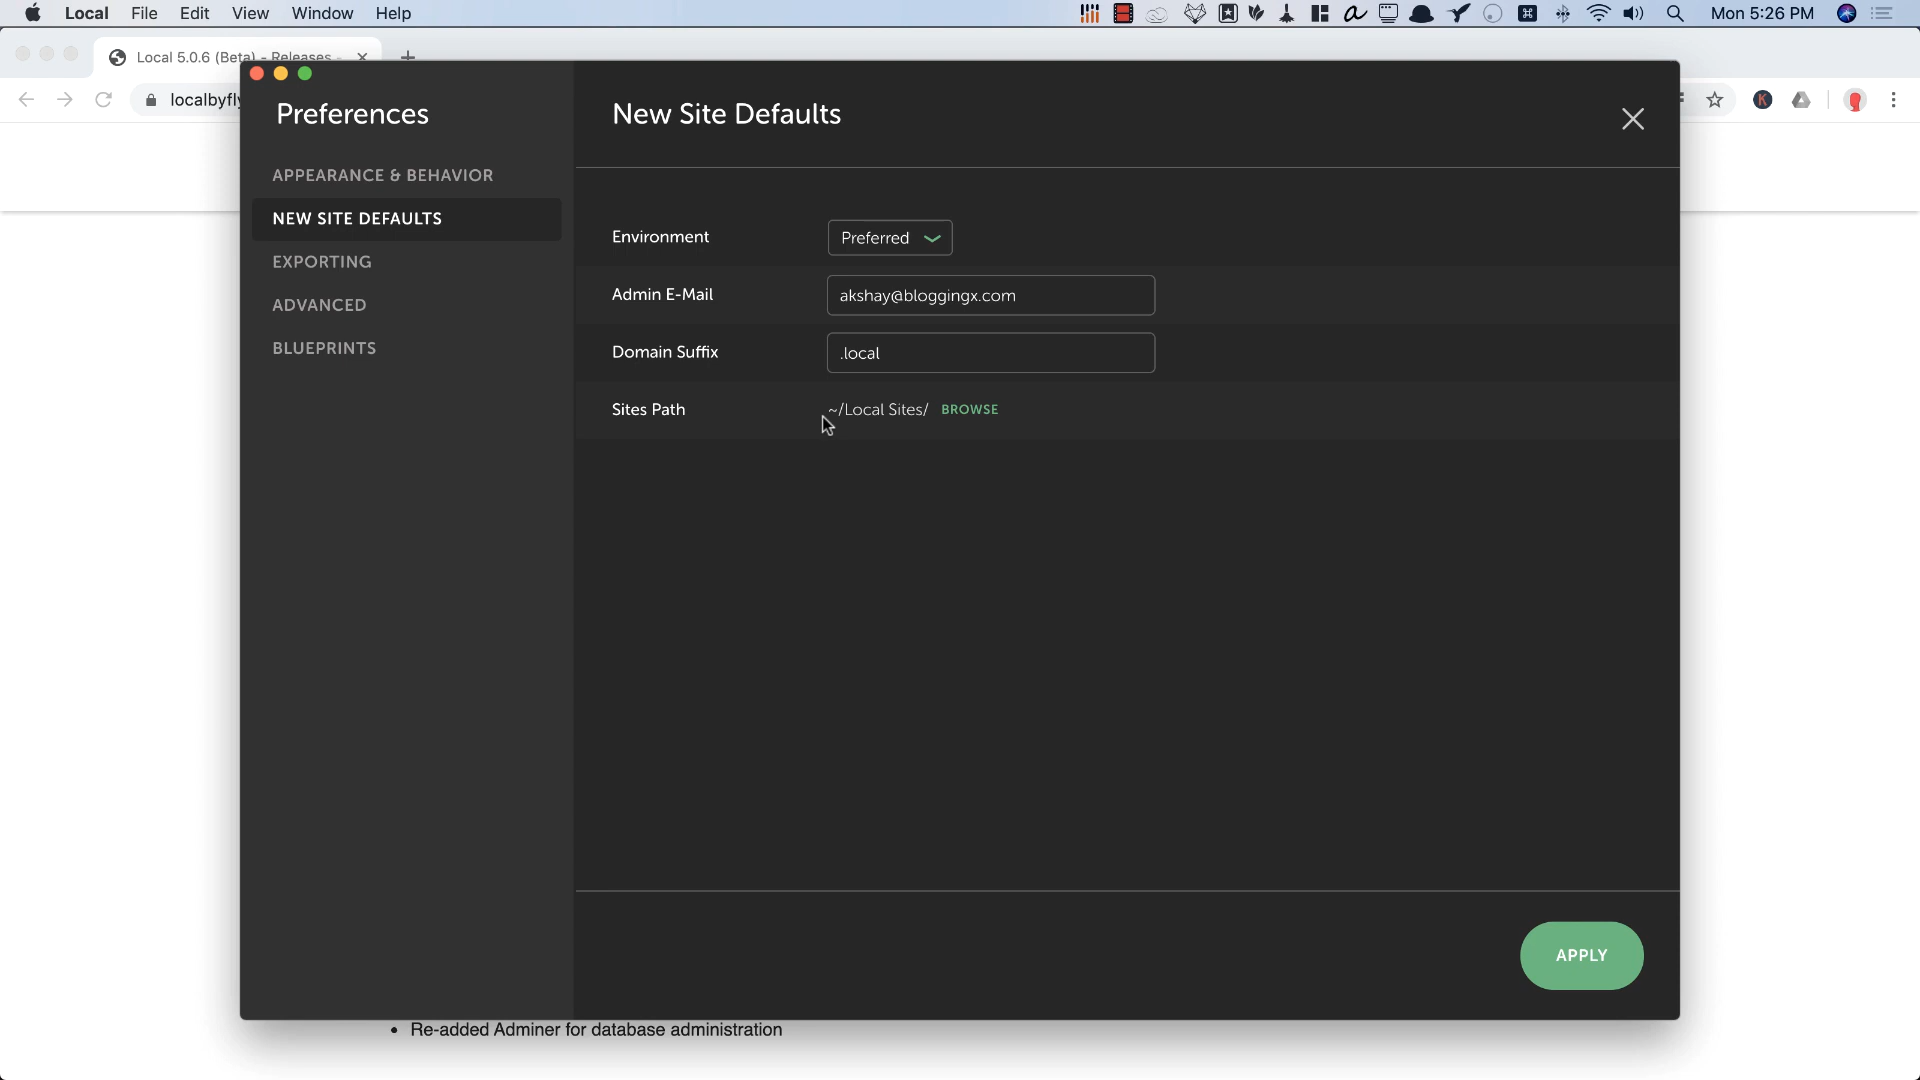 Local File Edit View Window Help Mon 5:26 PM
Local 5.0.6 (Beta) - Releases -
localbyfly
Preferences
New Site Defaults
APPEARANCE & BEHAVIOR
NEW SITE DEFAULTS
EXPORTING
ADVANCED
BLUEPRINTS
Environment Preferred
Admin E-Mail akshay@bloggingx.com
Domain Suffix .local
Sites Path ~/Local Sites/ BROWSE
APPLY
• Re-added Adminer for database administration